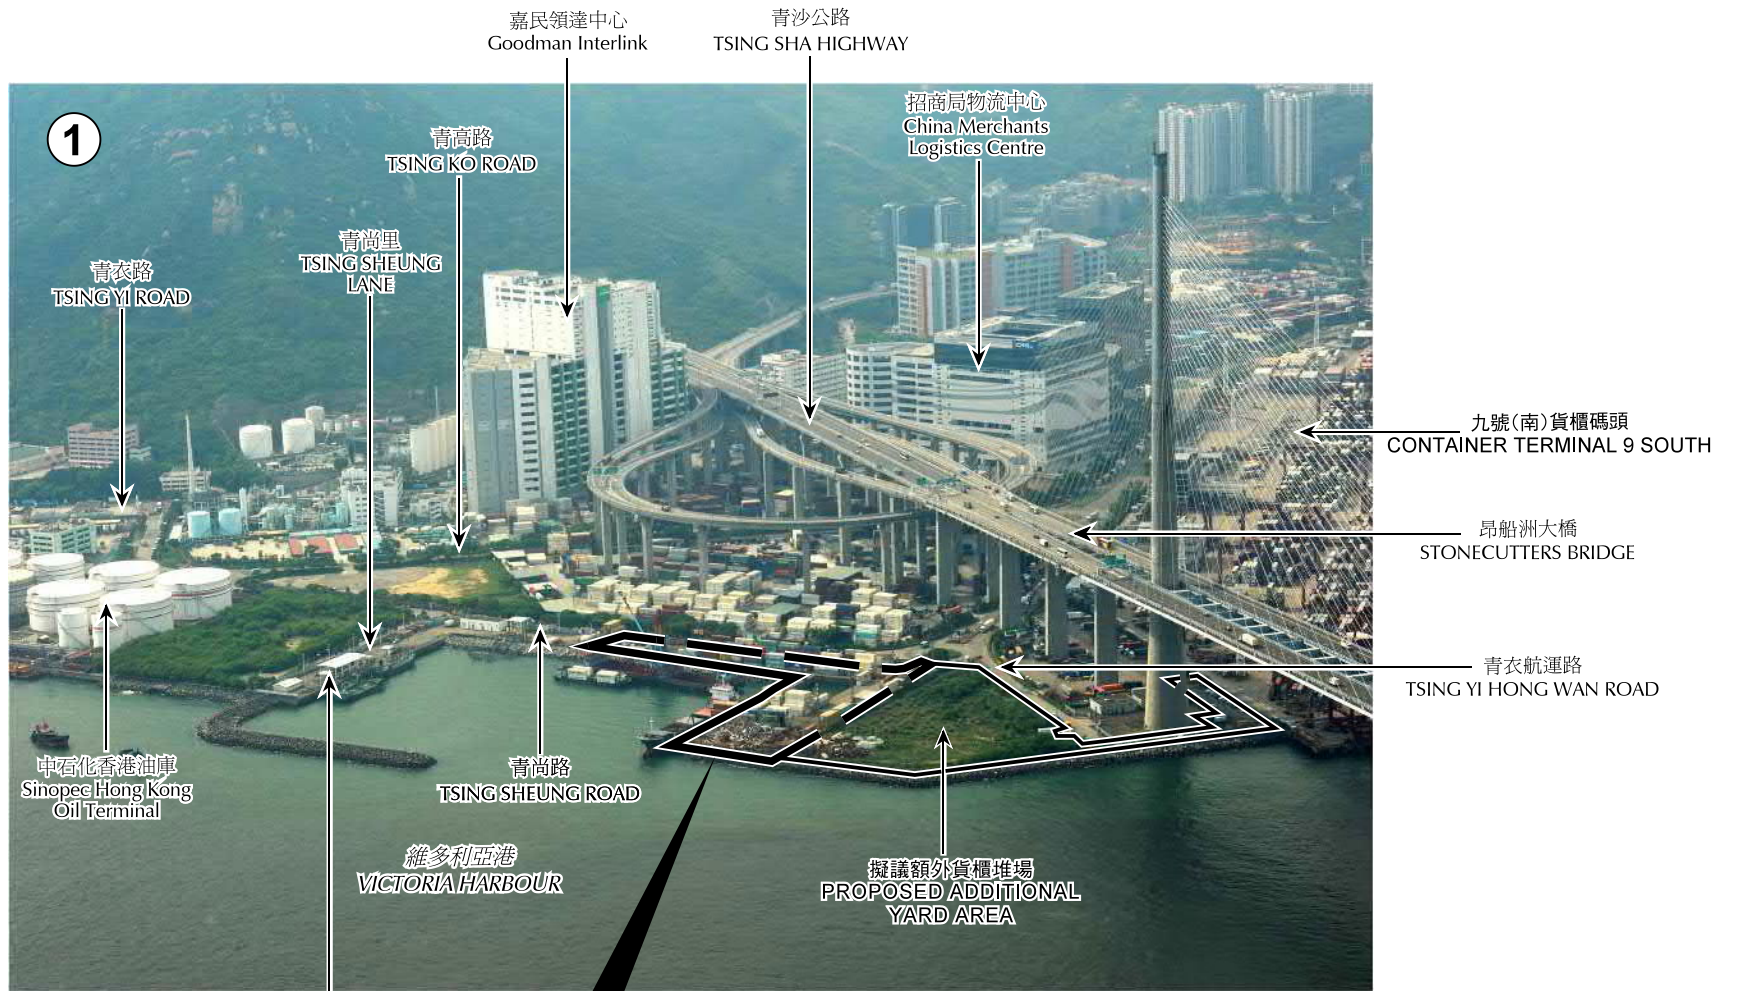 嘉民領達中心
Goodman Interlink
青沙公路
TSING SHA HIGHWAY
1
招商局物流中心
China Merchants
Logistics Centre
青高路
TSING KO ROAD
青尚里
TSING SHEUNG
LANE
青衣路
TSING YI ROAD
九號(南)貨櫃碼頭
CONTAINER TERMINAL 9 SOUTH
昂船洲大橋
STONECUTTERS BRIDGE
青衣航運路
TSING YI HONG WAN ROAD
中石化香港油庫
Sinopec Hong Kong
Oil Terminal
青尚路
TSING SHEUNG ROAD
維多利亞港
VICTORIA HARBOUR
擬議額外貨櫃堆場
PROPOSED ADDITIONAL
YARD AREA